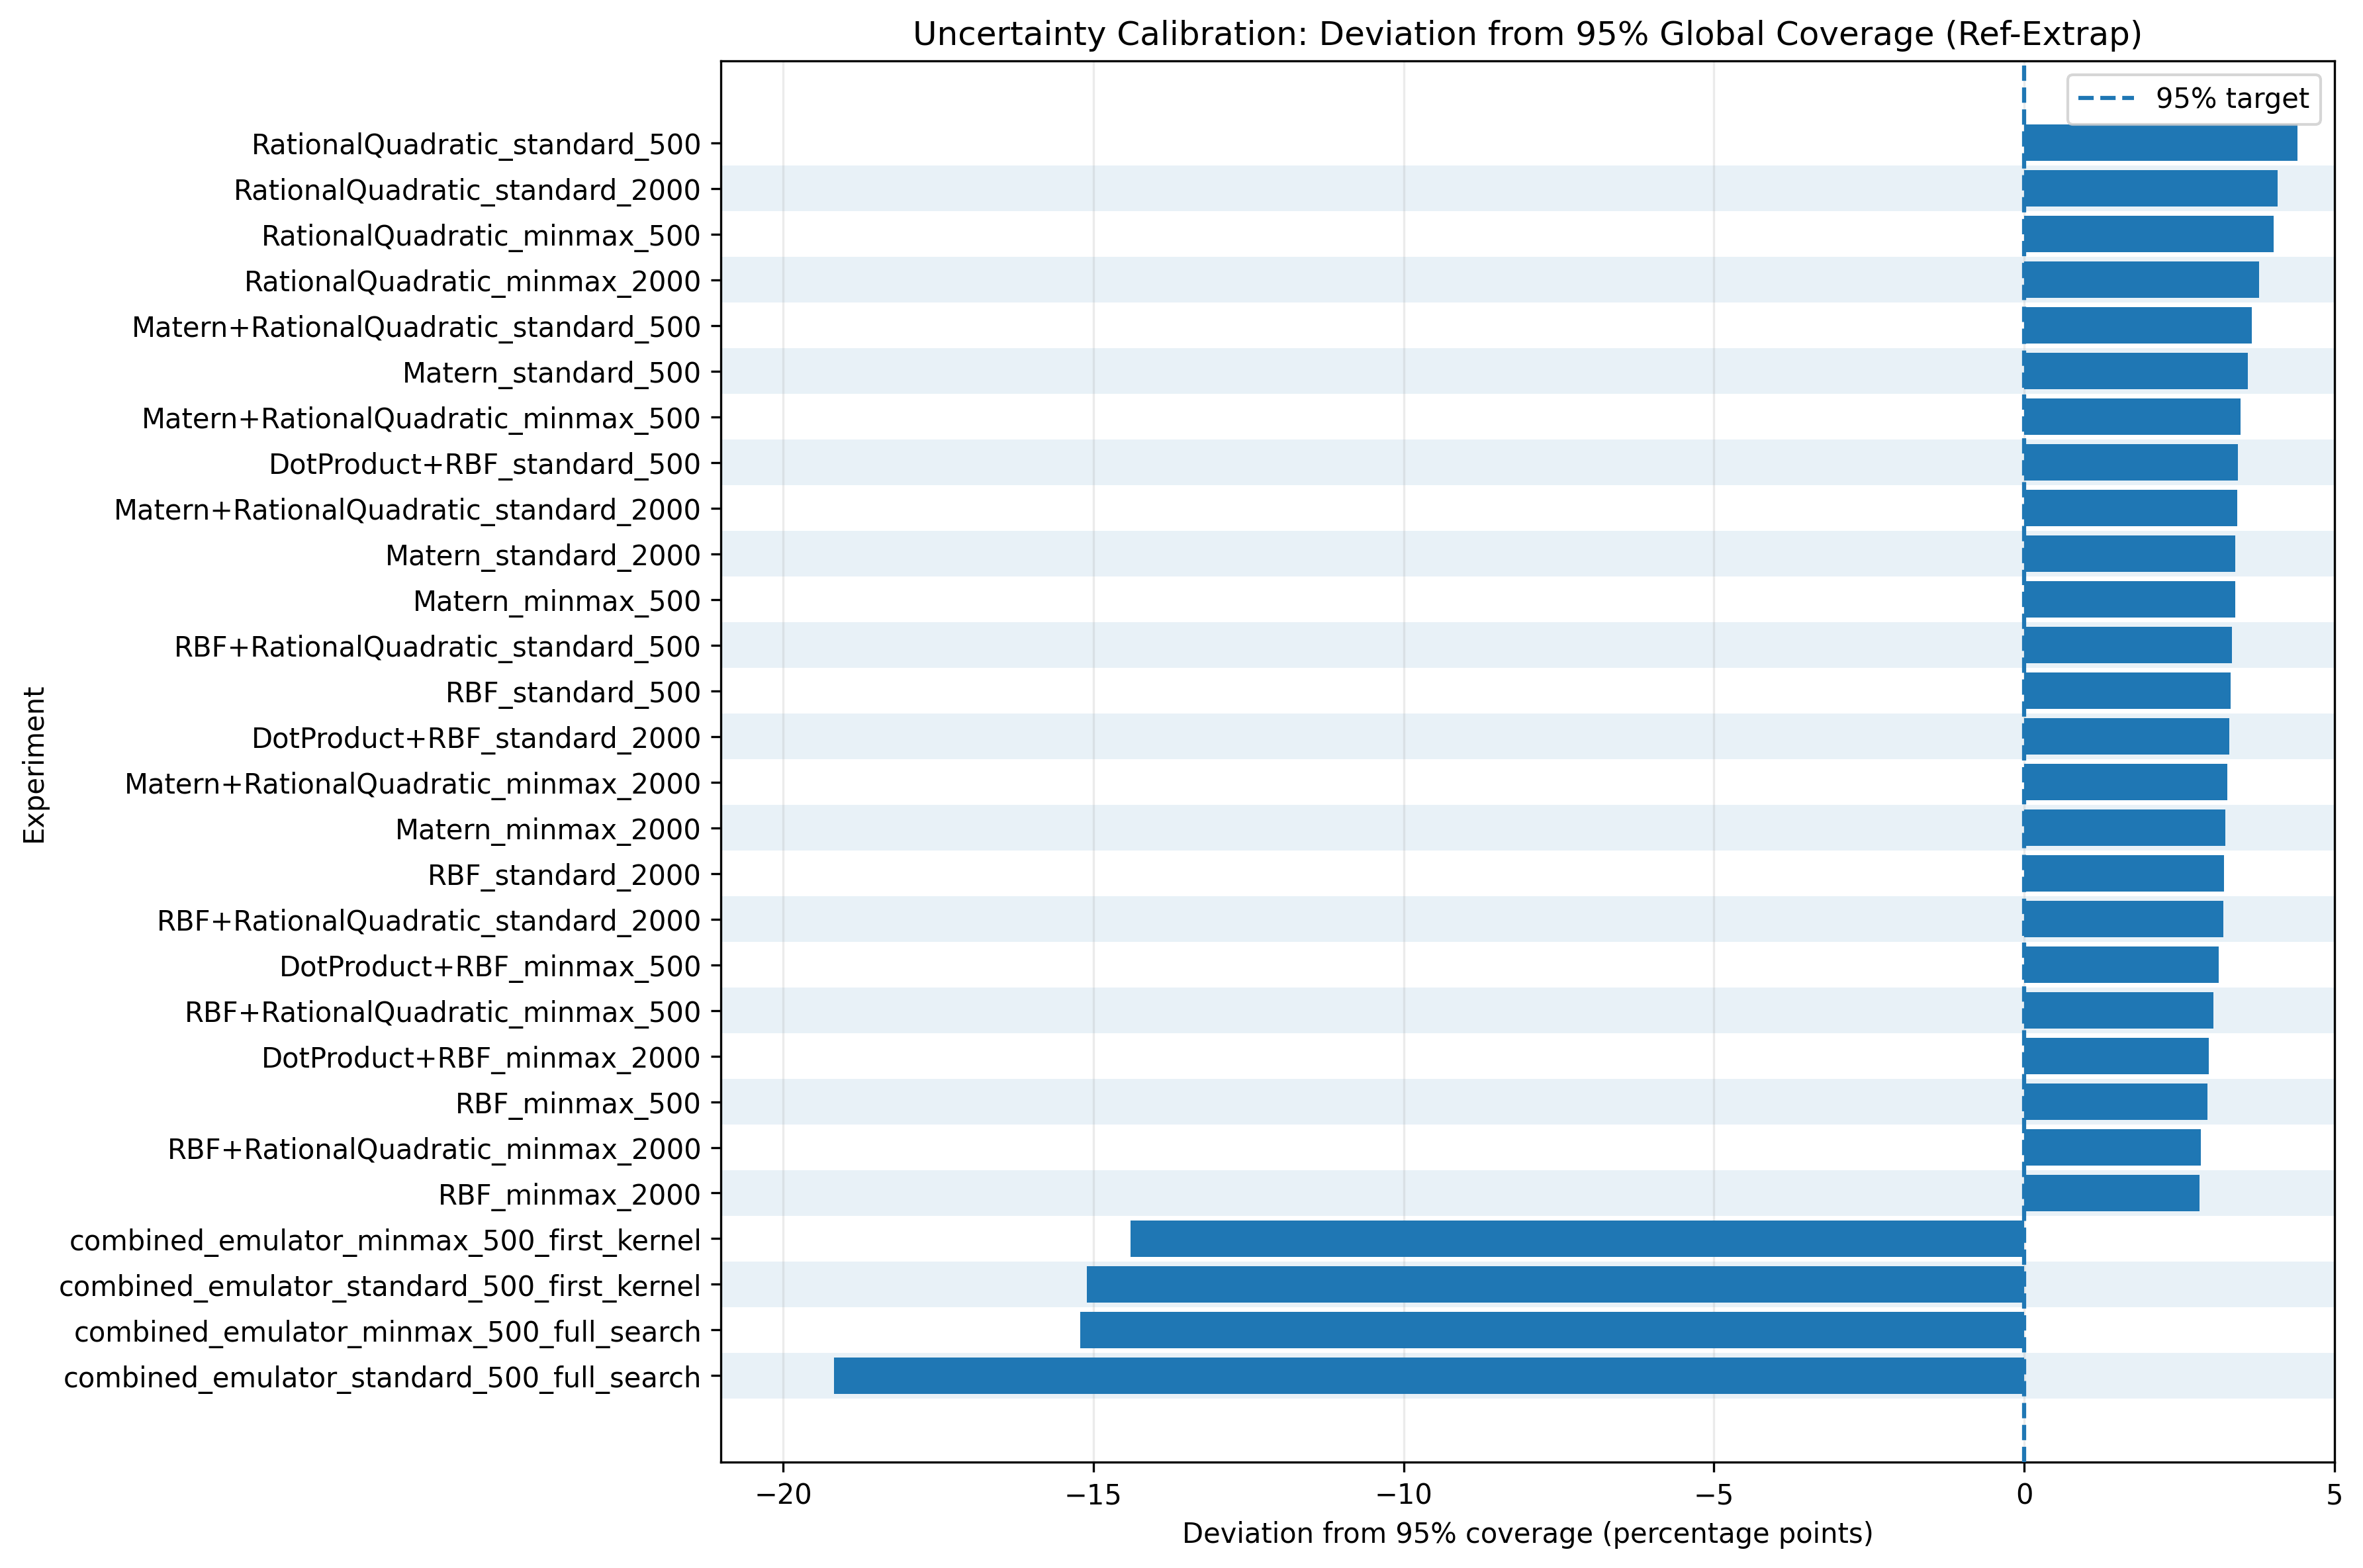 Uncertainty Calibration: Deviation from 95% Global Coverage (Ref-Extrap)
95% target
Experiment
RationalQuadratic_standard_500
RationalQuadratic_standard_2000
RationalQuadratic_minmax_500
RationalQuadratic_minmax_2000
Matern+RationalQuadratic_standard_500
Matern_standard_500
Matern+RationalQuadratic_minmax_500
DotProduct+RBF_standard_500
Matern+RationalQuadratic_standard_2000
Matern_standard_2000
Matern_minmax_500
RBF+RationalQuadratic_standard_500
RBF_standard_500
DotProduct+RBF_standard_2000
Matern+RationalQuadratic_minmax_2000
Matern_minmax_2000
RBF_standard_2000
RBF+RationalQuadratic_standard_2000
DotProduct+RBF_minmax_500
RBF+RationalQuadratic_minmax_500
DotProduct+RBF_minmax_2000
RBF_minmax_500
RBF+RationalQuadratic_minmax_2000
RBF_minmax_2000
combined_emulator_minmax_500_first_kernel
combined_emulator_standard_500_first_kernel
combined_emulator_minmax_500_full_search
combined_emulator_standard_500_full_search
−20 −15 −10 −5 0 5
Deviation from 95% coverage (percentage points)